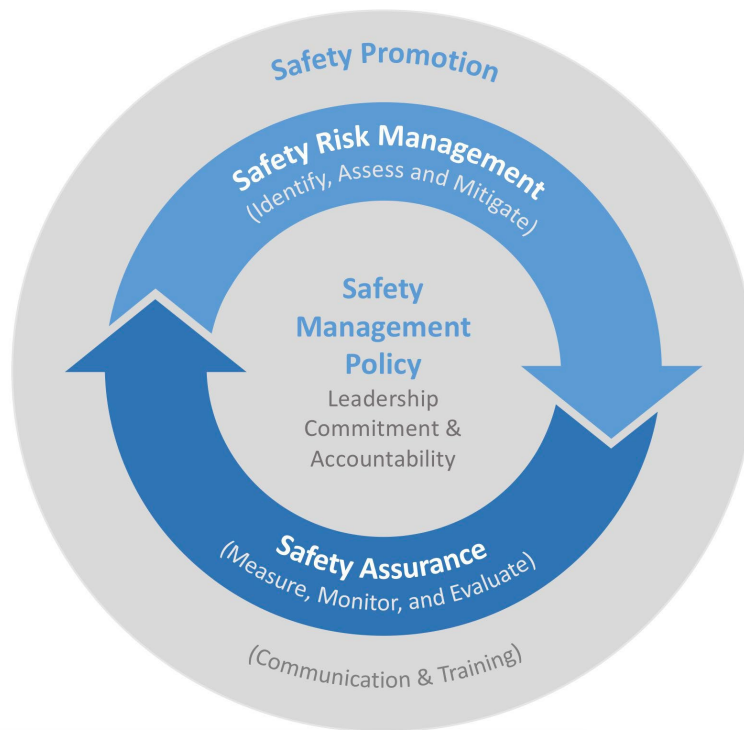 Safety Promotion
Safety Risk Management
(Identify, Assess and Mitigate)
Safety
Management
Policy
Leadership
Commitment &
Accountability
Safety Assurance
(Measure, Monitor, and Evaluate)
(Communication & Training)